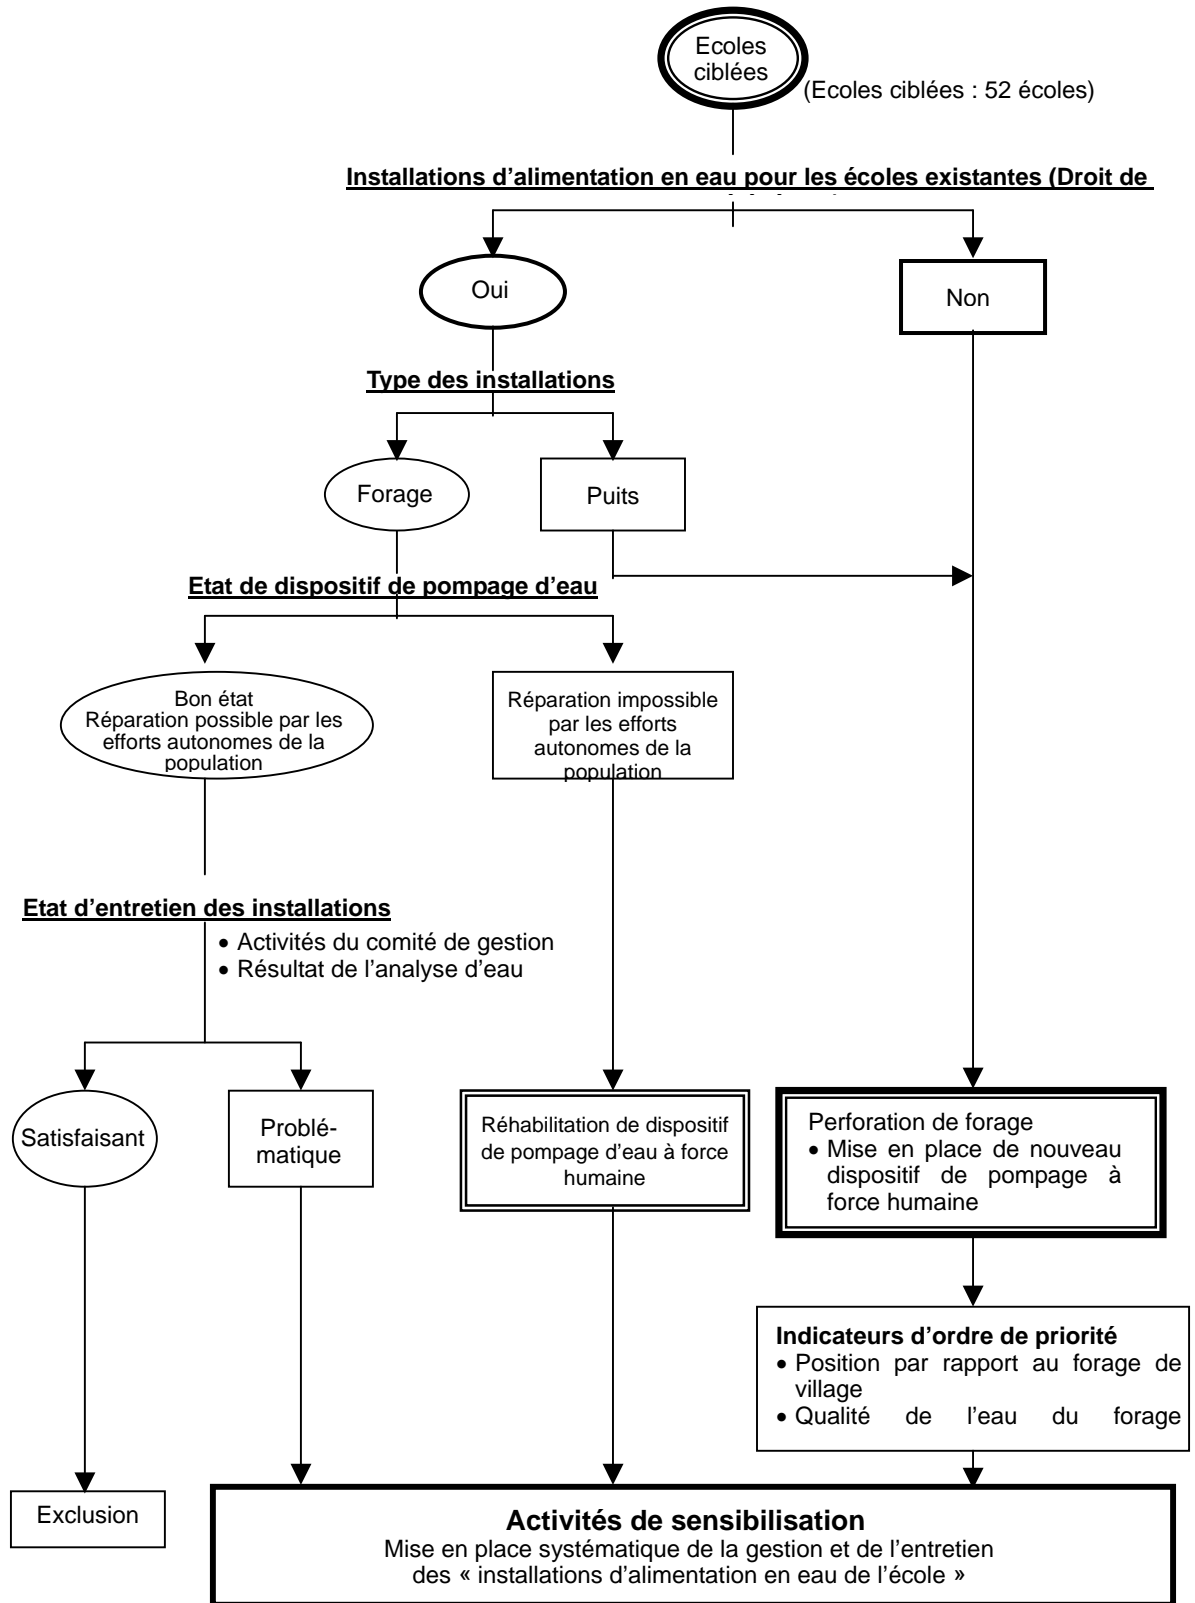 Ecoles
ciblées
(Ecoles ciblées : 52 écoles)
Installations d’alimentation en eau pour les écoles existantes (Droit de
Oui
Non
Type des installations
Forage
Puits
Etat de dispositif de pompage d’eau
Bon état
Réparation possible par les
efforts autonomes de la
population
Réparation impossible
par les efforts
autonomes de la
population
Etat d’entretien des installations
• Activités du comité de gestion
• Résultat de l’analyse d’eau
Satisfaisant
Problé-
matique
Réhabilitation de dispositif
de pompage d’eau à force
humaine
Perforation de forage
• Mise en place de nouveau
dispositif de pompage à
force humaine
Indicateurs d’ordre de priorité
• Position par rapport au forage de
village
• Qualité de l’eau du forage
Exclusion
Activités de sensibilisation
Mise en place systématique de la gestion et de l’entretien
des « installations d’alimentation en eau de l’école »